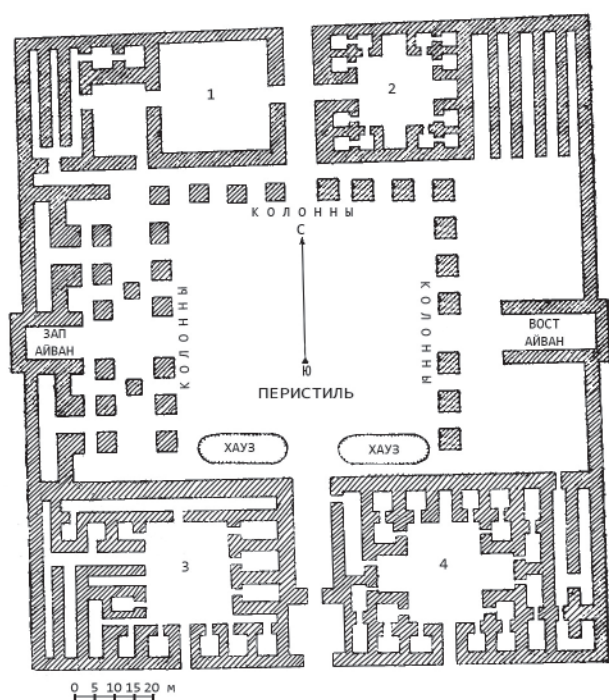 1
2
КОЛОННЫ
С
КОЛОННЫ
КОЛОННЫ
ЗАП
АЙВАН
ВОСТ
АЙВАН
Ю
ПЕРИСТИЛЬ
ХАУЗ
ХАУЗ
3
4
0 5 10 15 20 м